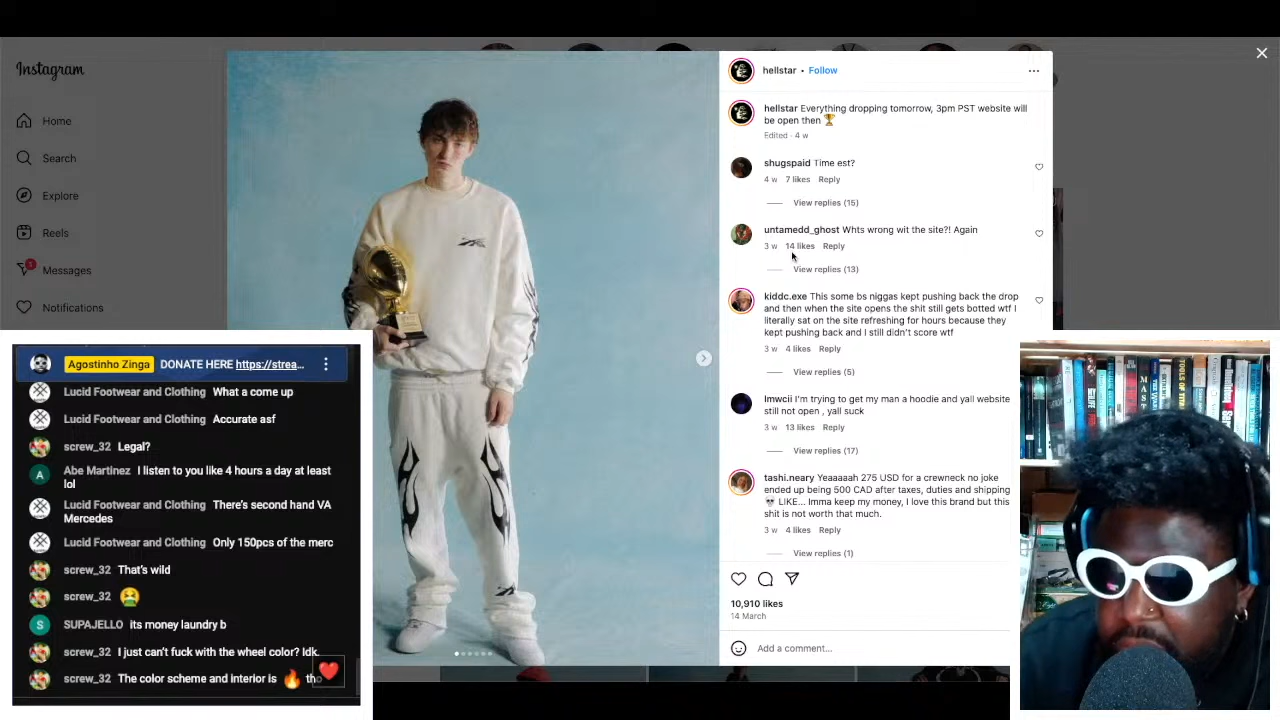 Instagram
Home
Search
Explore
Reels
1
Messages
Notifications
hellstar • Follow
hellstar Everything dropping tomorrow, 3pm PST website will
be open then 🏆
Edited · 4 w
shugspaid Time est?
4 w 7 likes Reply
View replies (15)
untamedd_ghost Whts wrong wit the site?! Again
3 w 14 likes Reply
View replies (13)
kiddc.exe This some bs niggas kept pushing back the drop
and then when the site opens the shit still gets botted wtf I
literally sat on the site refreshing for hours because they
kept pushing back and I still didn't score wtf
3 w 4 likes Reply
View replies (5)
lmwcii I'm trying to get my man a hoodie and yall website
still not open , yall suck
3 w 13 likes Reply
View replies (17)
tashi.neary Yeaaaaah 275 USD for a crewneck no joke
ended up being 500 CAD after taxes, duties and shipping
💀 LIKE... Imma keep my money, I love this brand but this
shit is not worth that much.
3 w 4 likes Reply
View replies (1)
10,910 likes
14 March
Add a comment...
Agostinho Zinga DONATE HERE https://strea...
Lucid Footwear and Clothing What a come up
Lucid Footwear and Clothing Accurate asf
screw_32 Legal?
A Abe Martinez I listen to you like 4 hours a day at least
lol
Lucid Footwear and Clothing There's second hand VA
Mercedes
Lucid Footwear and Clothing Only 150pcs of the merc
screw_32 That's wild
screw_32 🤮
S SUPAJELLO its money laundry b
screw_32 I just can't fuck with the wheel color? Idk.
screw_32 The color scheme and interior is 🔥 tho